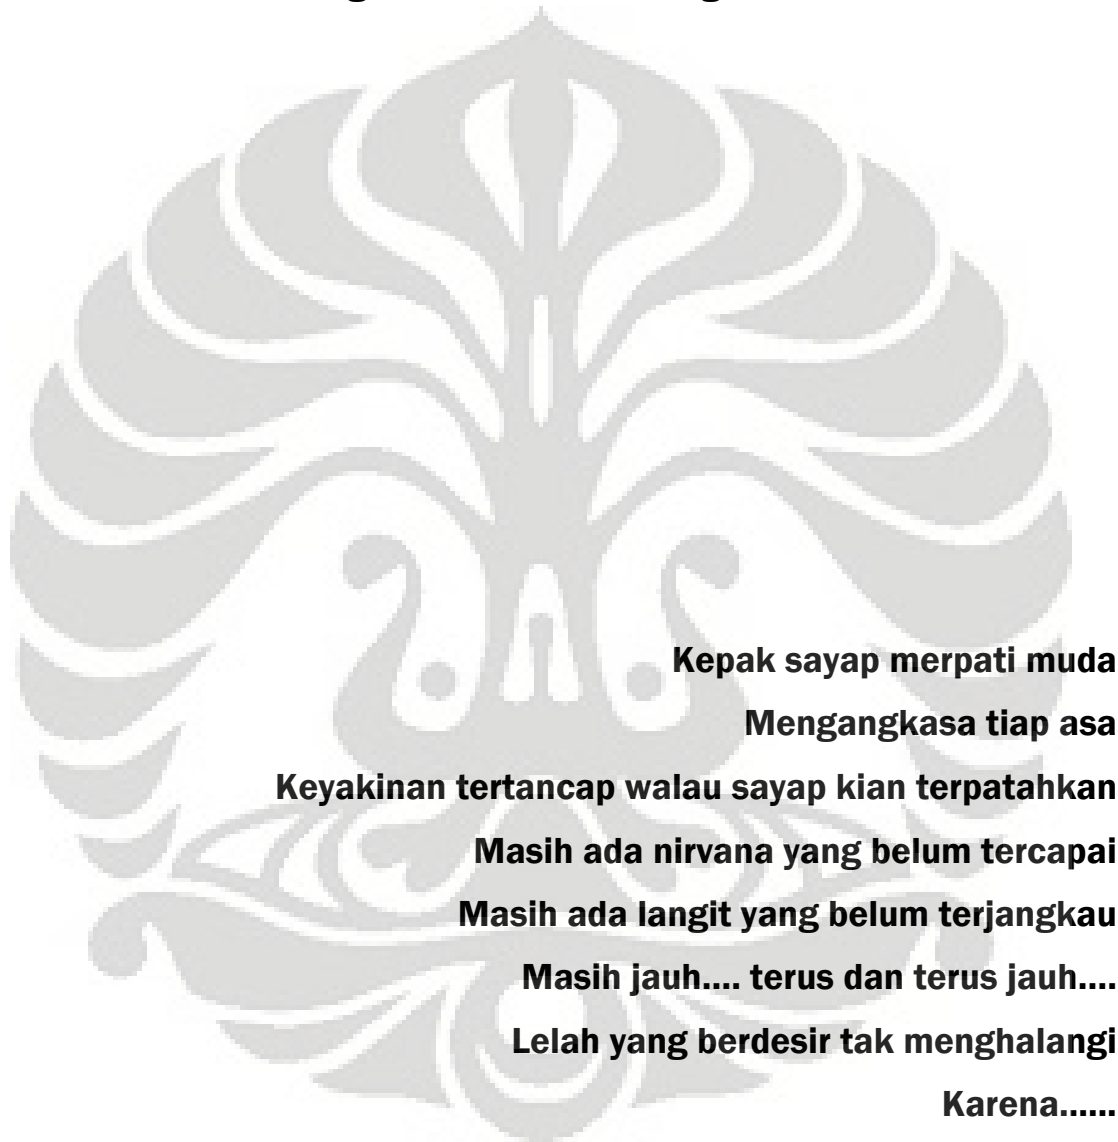 Kepak sayap merpati muda
Mengangkasa tiap asa
Keyakinan tertancap walau sayap kian terpatahkan
Masih ada nirvana yang belum tercapai
Masih ada langit yang belum terjangkau
Masih jauh.... terus dan terus jauh....
Lelah yang berdesir tak menghalangi
Karena......